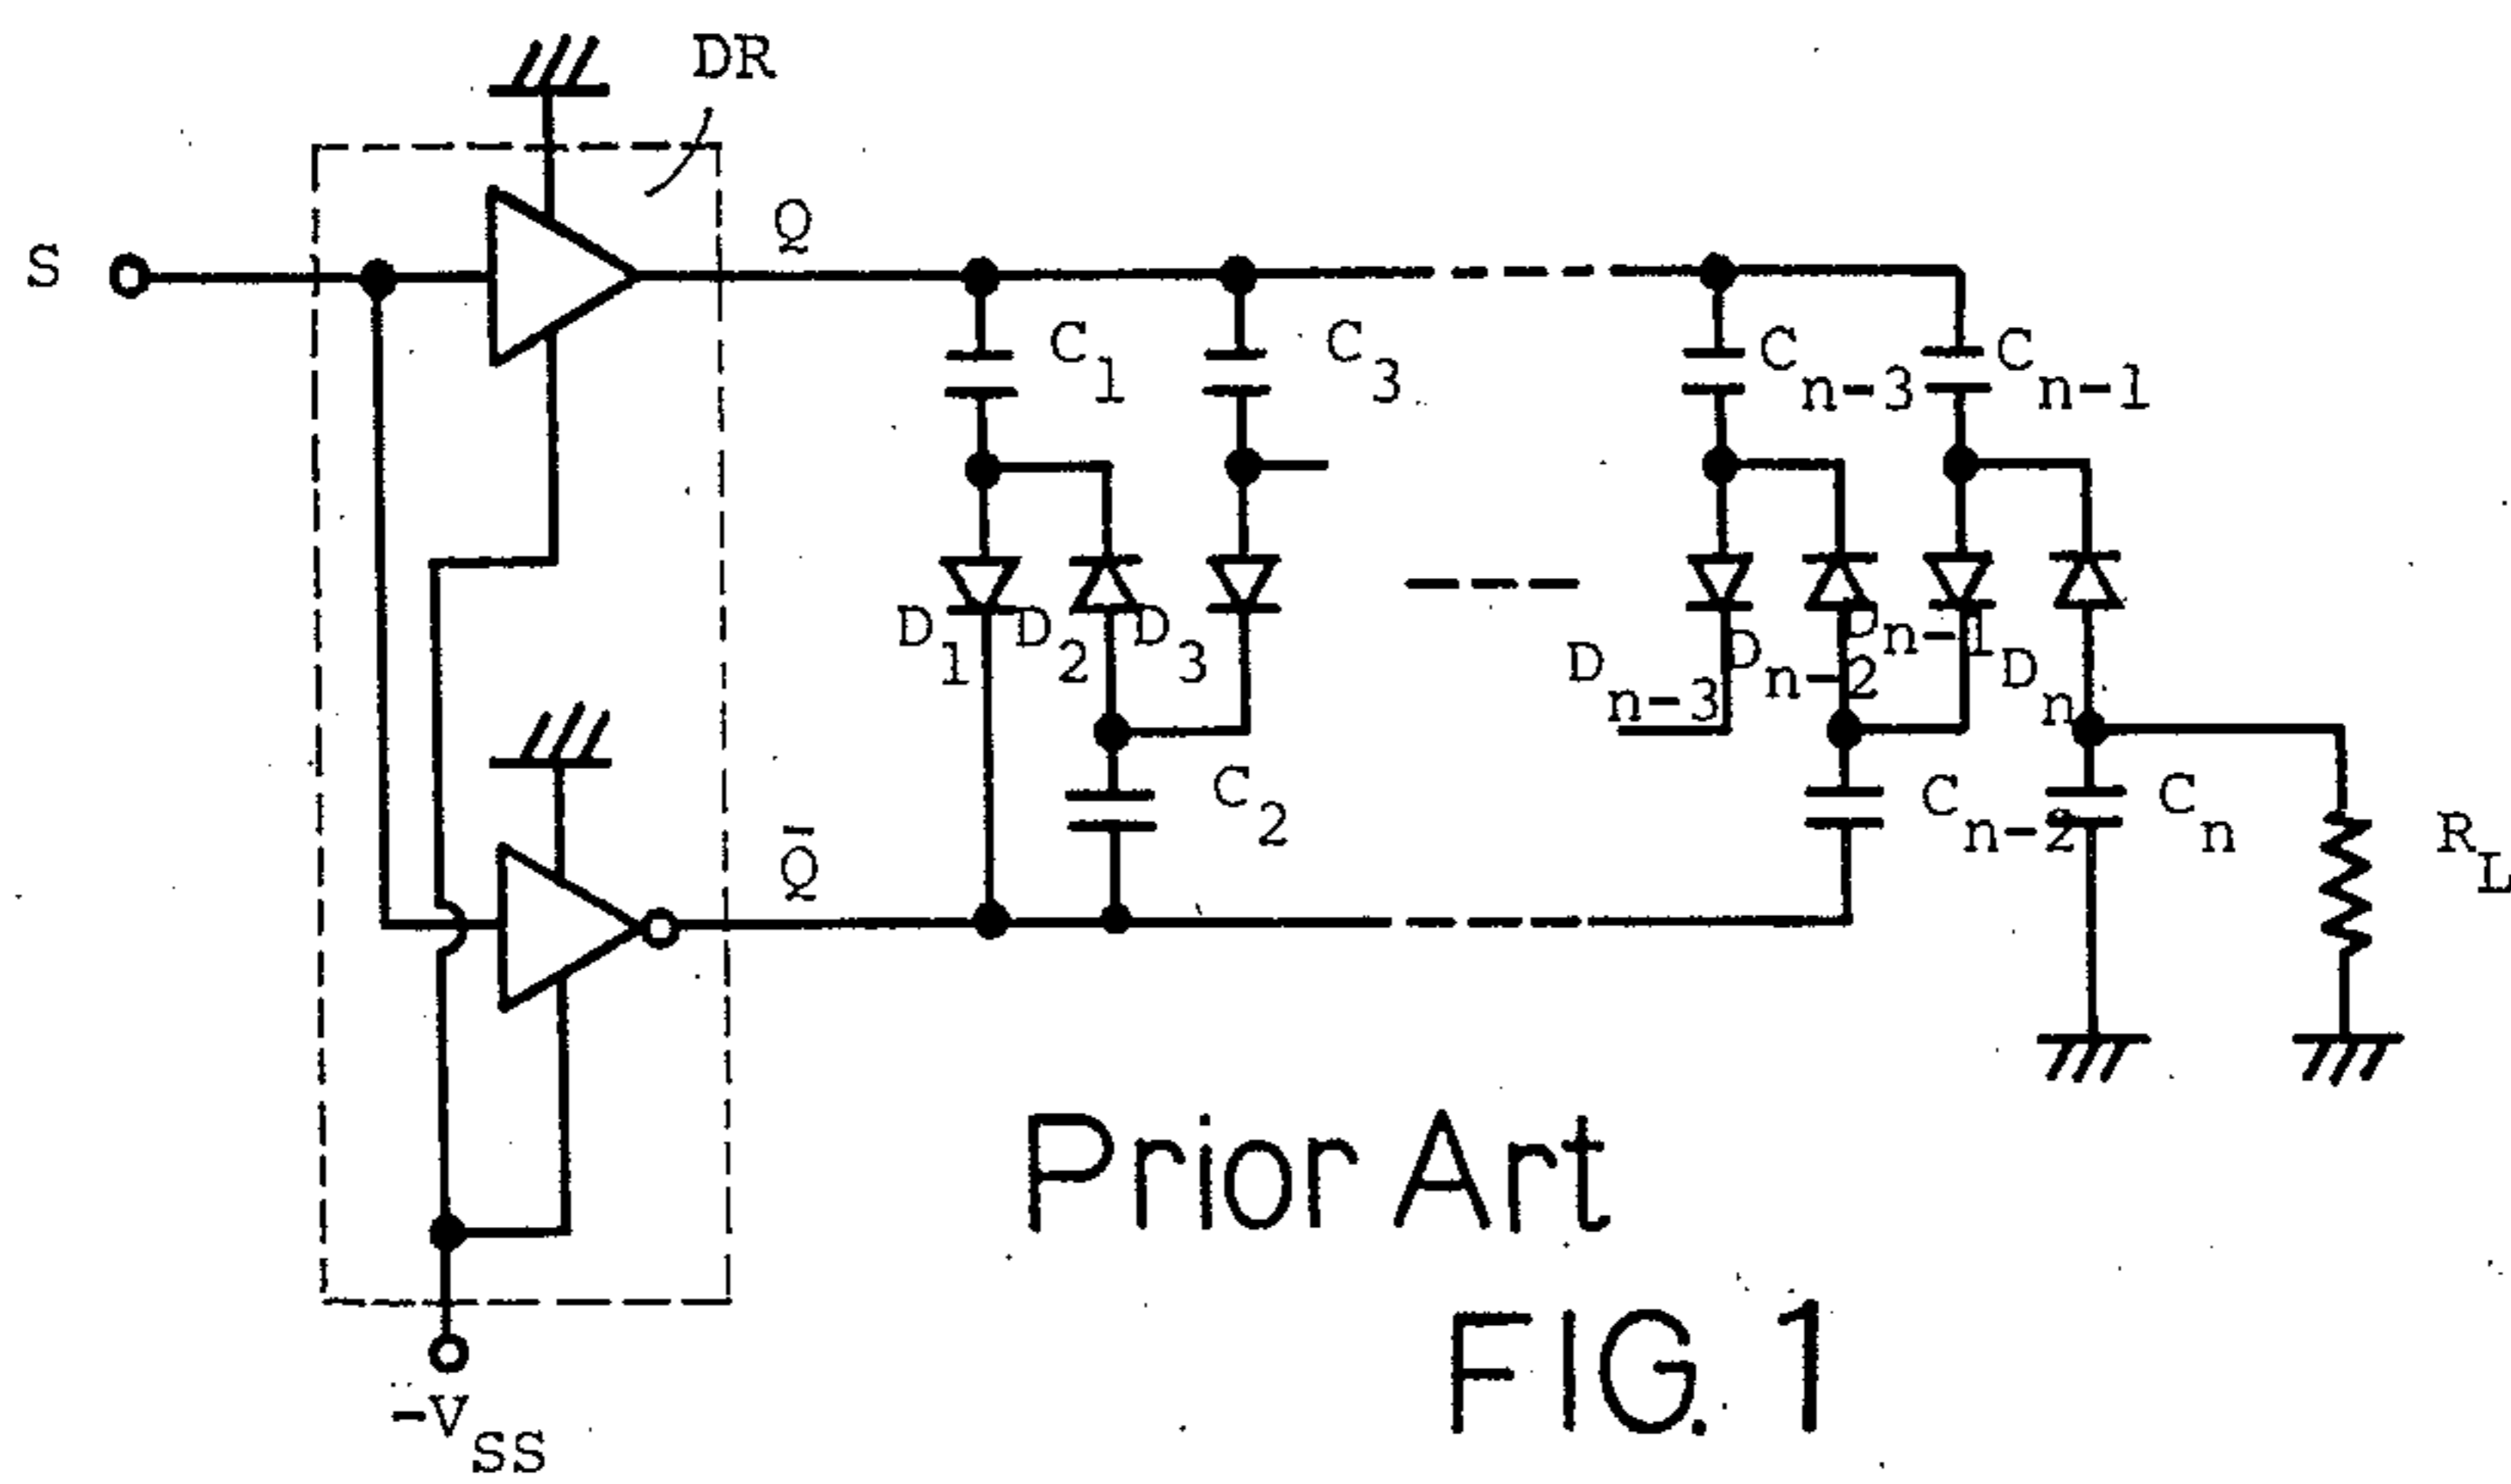 DR
S
Q
C1
C3
Cn-3
Cn-1
D1
D2
D3
Dn-3
Dn-2
Dn-1
Dn
C2
Cn-2
Cn
RL
Q̄
-VSS
Prior Art
FIG. 1